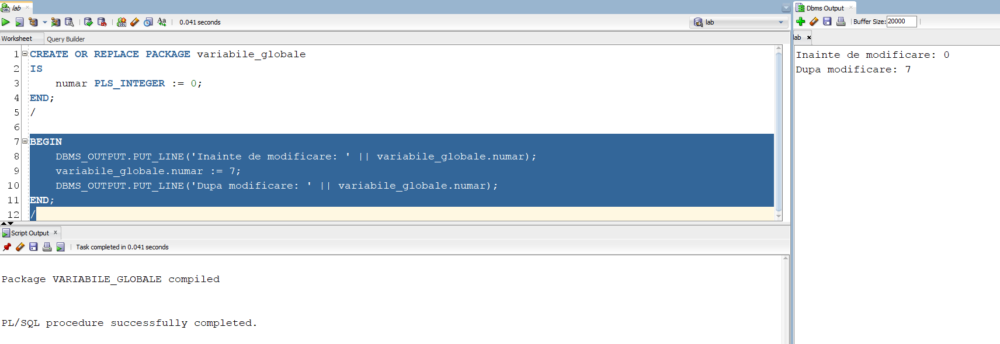 lab
0.041 seconds
lab
Worksheet
Query Builder
1 CREATE OR REPLACE PACKAGE variabile_globale
2 IS
3 numar PLS_INTEGER := 0;
4 END;
5 /
6
7 BEGIN
8 DBMS_OUTPUT.PUT_LINE('Inainte de modificare: ' || variabile_globale.numar);
9 variabile_globale.numar := 7;
10 DBMS_OUTPUT.PUT_LINE('Dupa modificare: ' || variabile_globale.numar);
11 END;
12 /
Script Output
Task completed in 0.041 seconds
Package VARIABILE_GLOBALE compiled
PL/SQL procedure successfully completed.
Dbms Output
Buffer Size: 20000
lab
Inainte de modificare: 0
Dupa modificare: 7